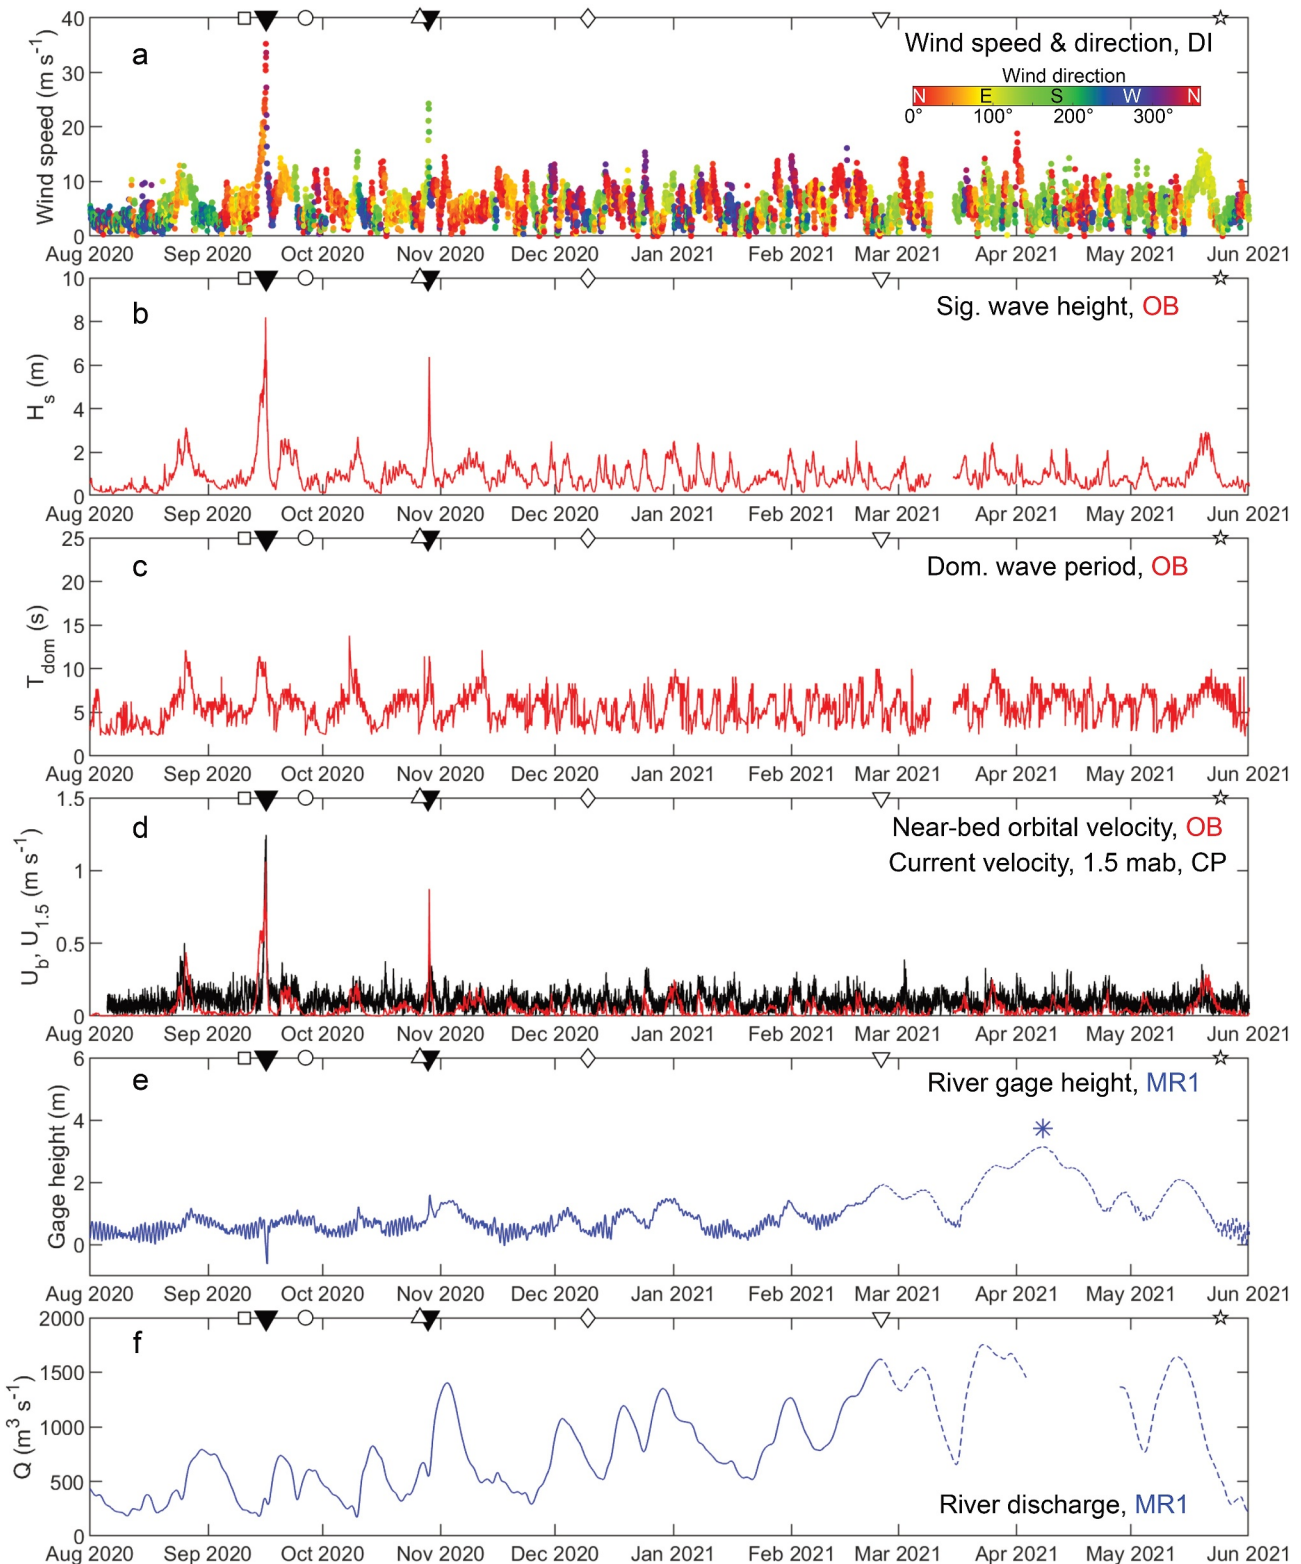 a
Wind speed & direction, DI
Wind direction
N E S W N
0° 100° 200° 300°
Wind speed (m s⁻¹)
40
30
20
10
0
Aug 2020 Sep 2020 Oct 2020 Nov 2020 Dec 2020 Jan 2021 Feb 2021 Mar 2021 Apr 2021 May 2021 Jun 2021
b
Sig. wave height, OB
Hs (m)
10
8
6
4
2
0
Aug 2020 Sep 2020 Oct 2020 Nov 2020 Dec 2020 Jan 2021 Feb 2021 Mar 2021 Apr 2021 May 2021 Jun 2021
c
Dom. wave period, OB
Tdom (s)
25
20
15
10
5
0
Aug 2020 Sep 2020 Oct 2020 Nov 2020 Dec 2020 Jan 2021 Feb 2021 Mar 2021 Apr 2021 May 2021 Jun 2021
d
Near-bed orbital velocity, OB
Current velocity, 1.5 mab, CP
Ub, U1.5 (m s⁻¹)
1.5
1
0.5
0
Aug 2020 Sep 2020 Oct 2020 Nov 2020 Dec 2020 Jan 2021 Feb 2021 Mar 2021 Apr 2021 May 2021 Jun 2021
e
River gage height, MR1
Gage height (m)
6
4
2
0
Aug 2020 Sep 2020 Oct 2020 Nov 2020 Dec 2020 Jan 2021 Feb 2021 Mar 2021 Apr 2021 May 2021 Jun 2021
f
River discharge, MR1
Q (m³ s⁻¹)
2000
1500
1000
500
0
Aug 2020 Sep 2020 Oct 2020 Nov 2020 Dec 2020 Jan 2021 Feb 2021 Mar 2021 Apr 2021 May 2021 Jun 2021